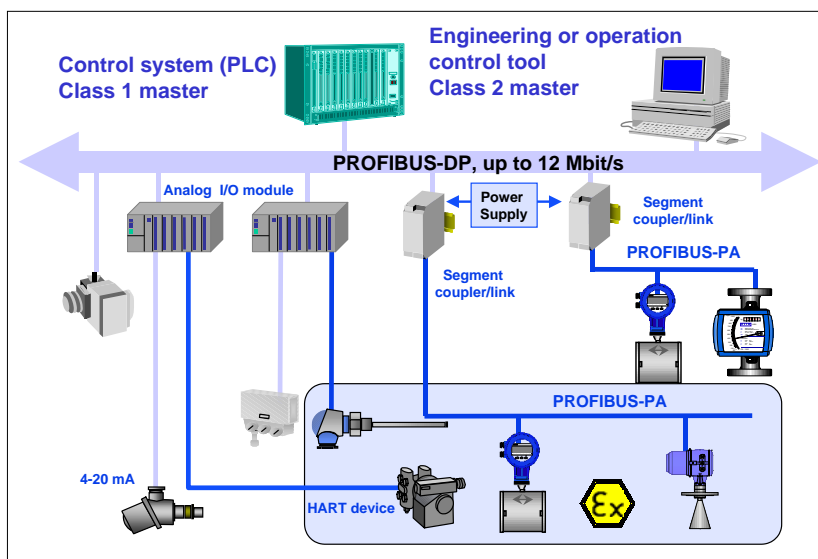 Control system (PLC)
Class 1 master
Engineering or operation
control tool
Class 2 master
PROFIBUS-DP, up to 12 Mbit/s
Analog I/O module
Power
Supply
Segment
coupler/link
PROFIBUS-PA
Segment
coupler/link
PROFIBUS-PA
4-20 mA
HART device
Ex